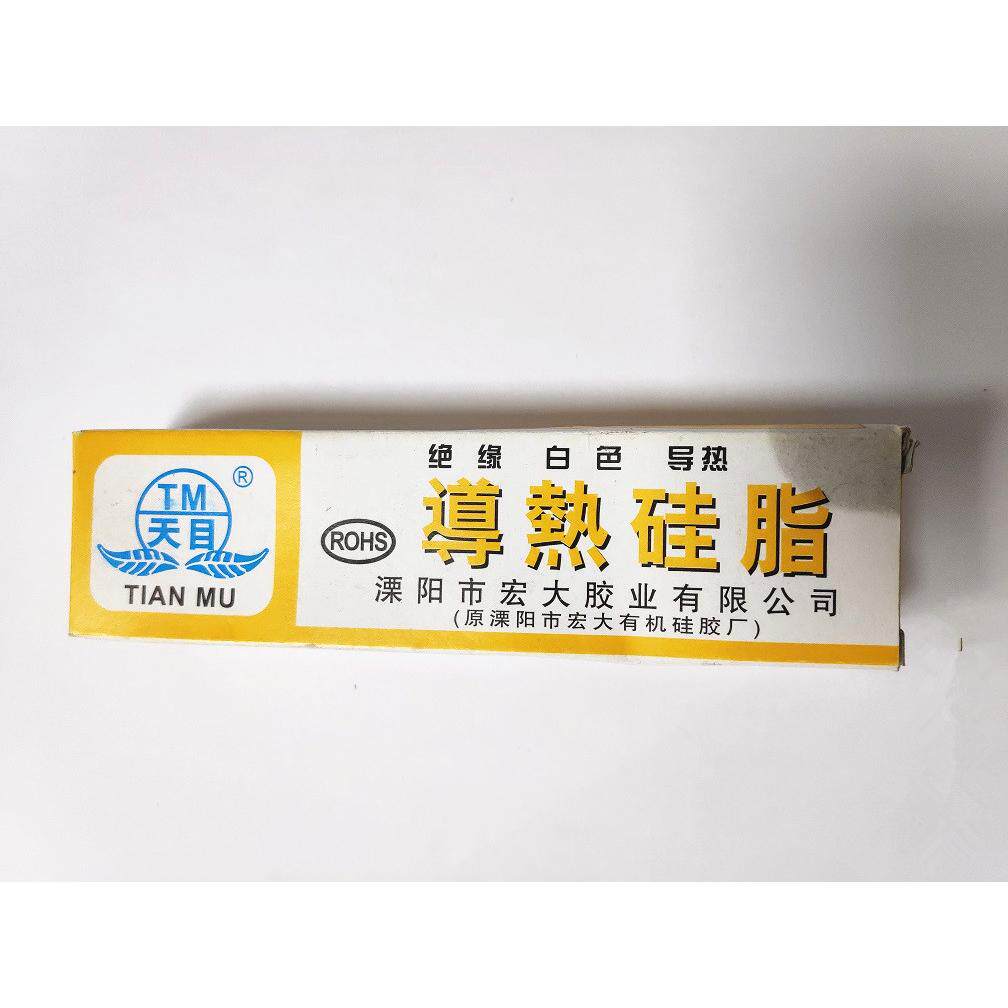 TM
天目
®
TIAN MU
绝缘 白色 导热
ROHS
導熱硅脂
溧阳市宏大胶业有限公司
(原溧阳市宏大有机硅胶厂)